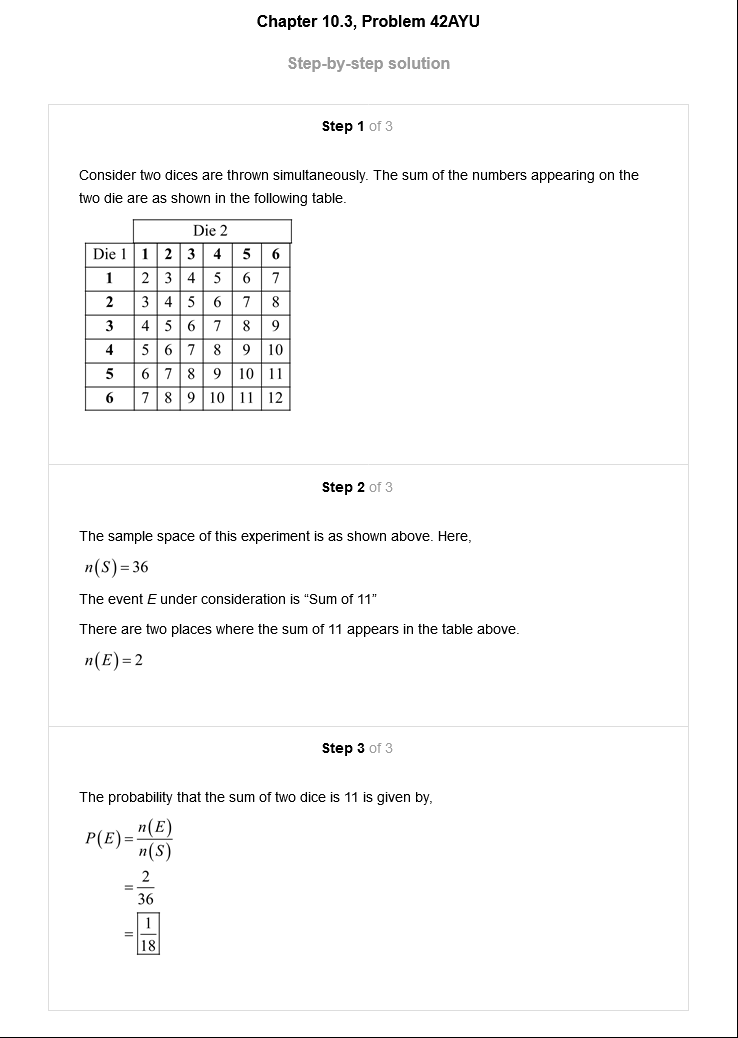 Chapter 10.3, Problem 42AYU
Step-by-step solution
Step 1 of 3
Consider two dices are thrown simultaneously. The sum of the numbers appearing on the
two die are as shown in the following table.
Die 2
Die 1 1 2 3 4 5 6
1 2 3 4 5 6 7
2 3 4 5 6 7 8
3 4 5 6 7 8 9
4 5 6 7 8 9 10
5 6 7 8 9 10 11
6 7 8 9 10 11 12
Step 2 of 3
The sample space of this experiment is as shown above. Here,
n(S)=36
The event E under consideration is “Sum of 11”
There are two places where the sum of 11 appears in the table above.
n(E)=2
Step 3 of 3
The probability that the sum of two dice is 11 is given by,
P(E)=n(E)/n(S)
=2/36
=1/18